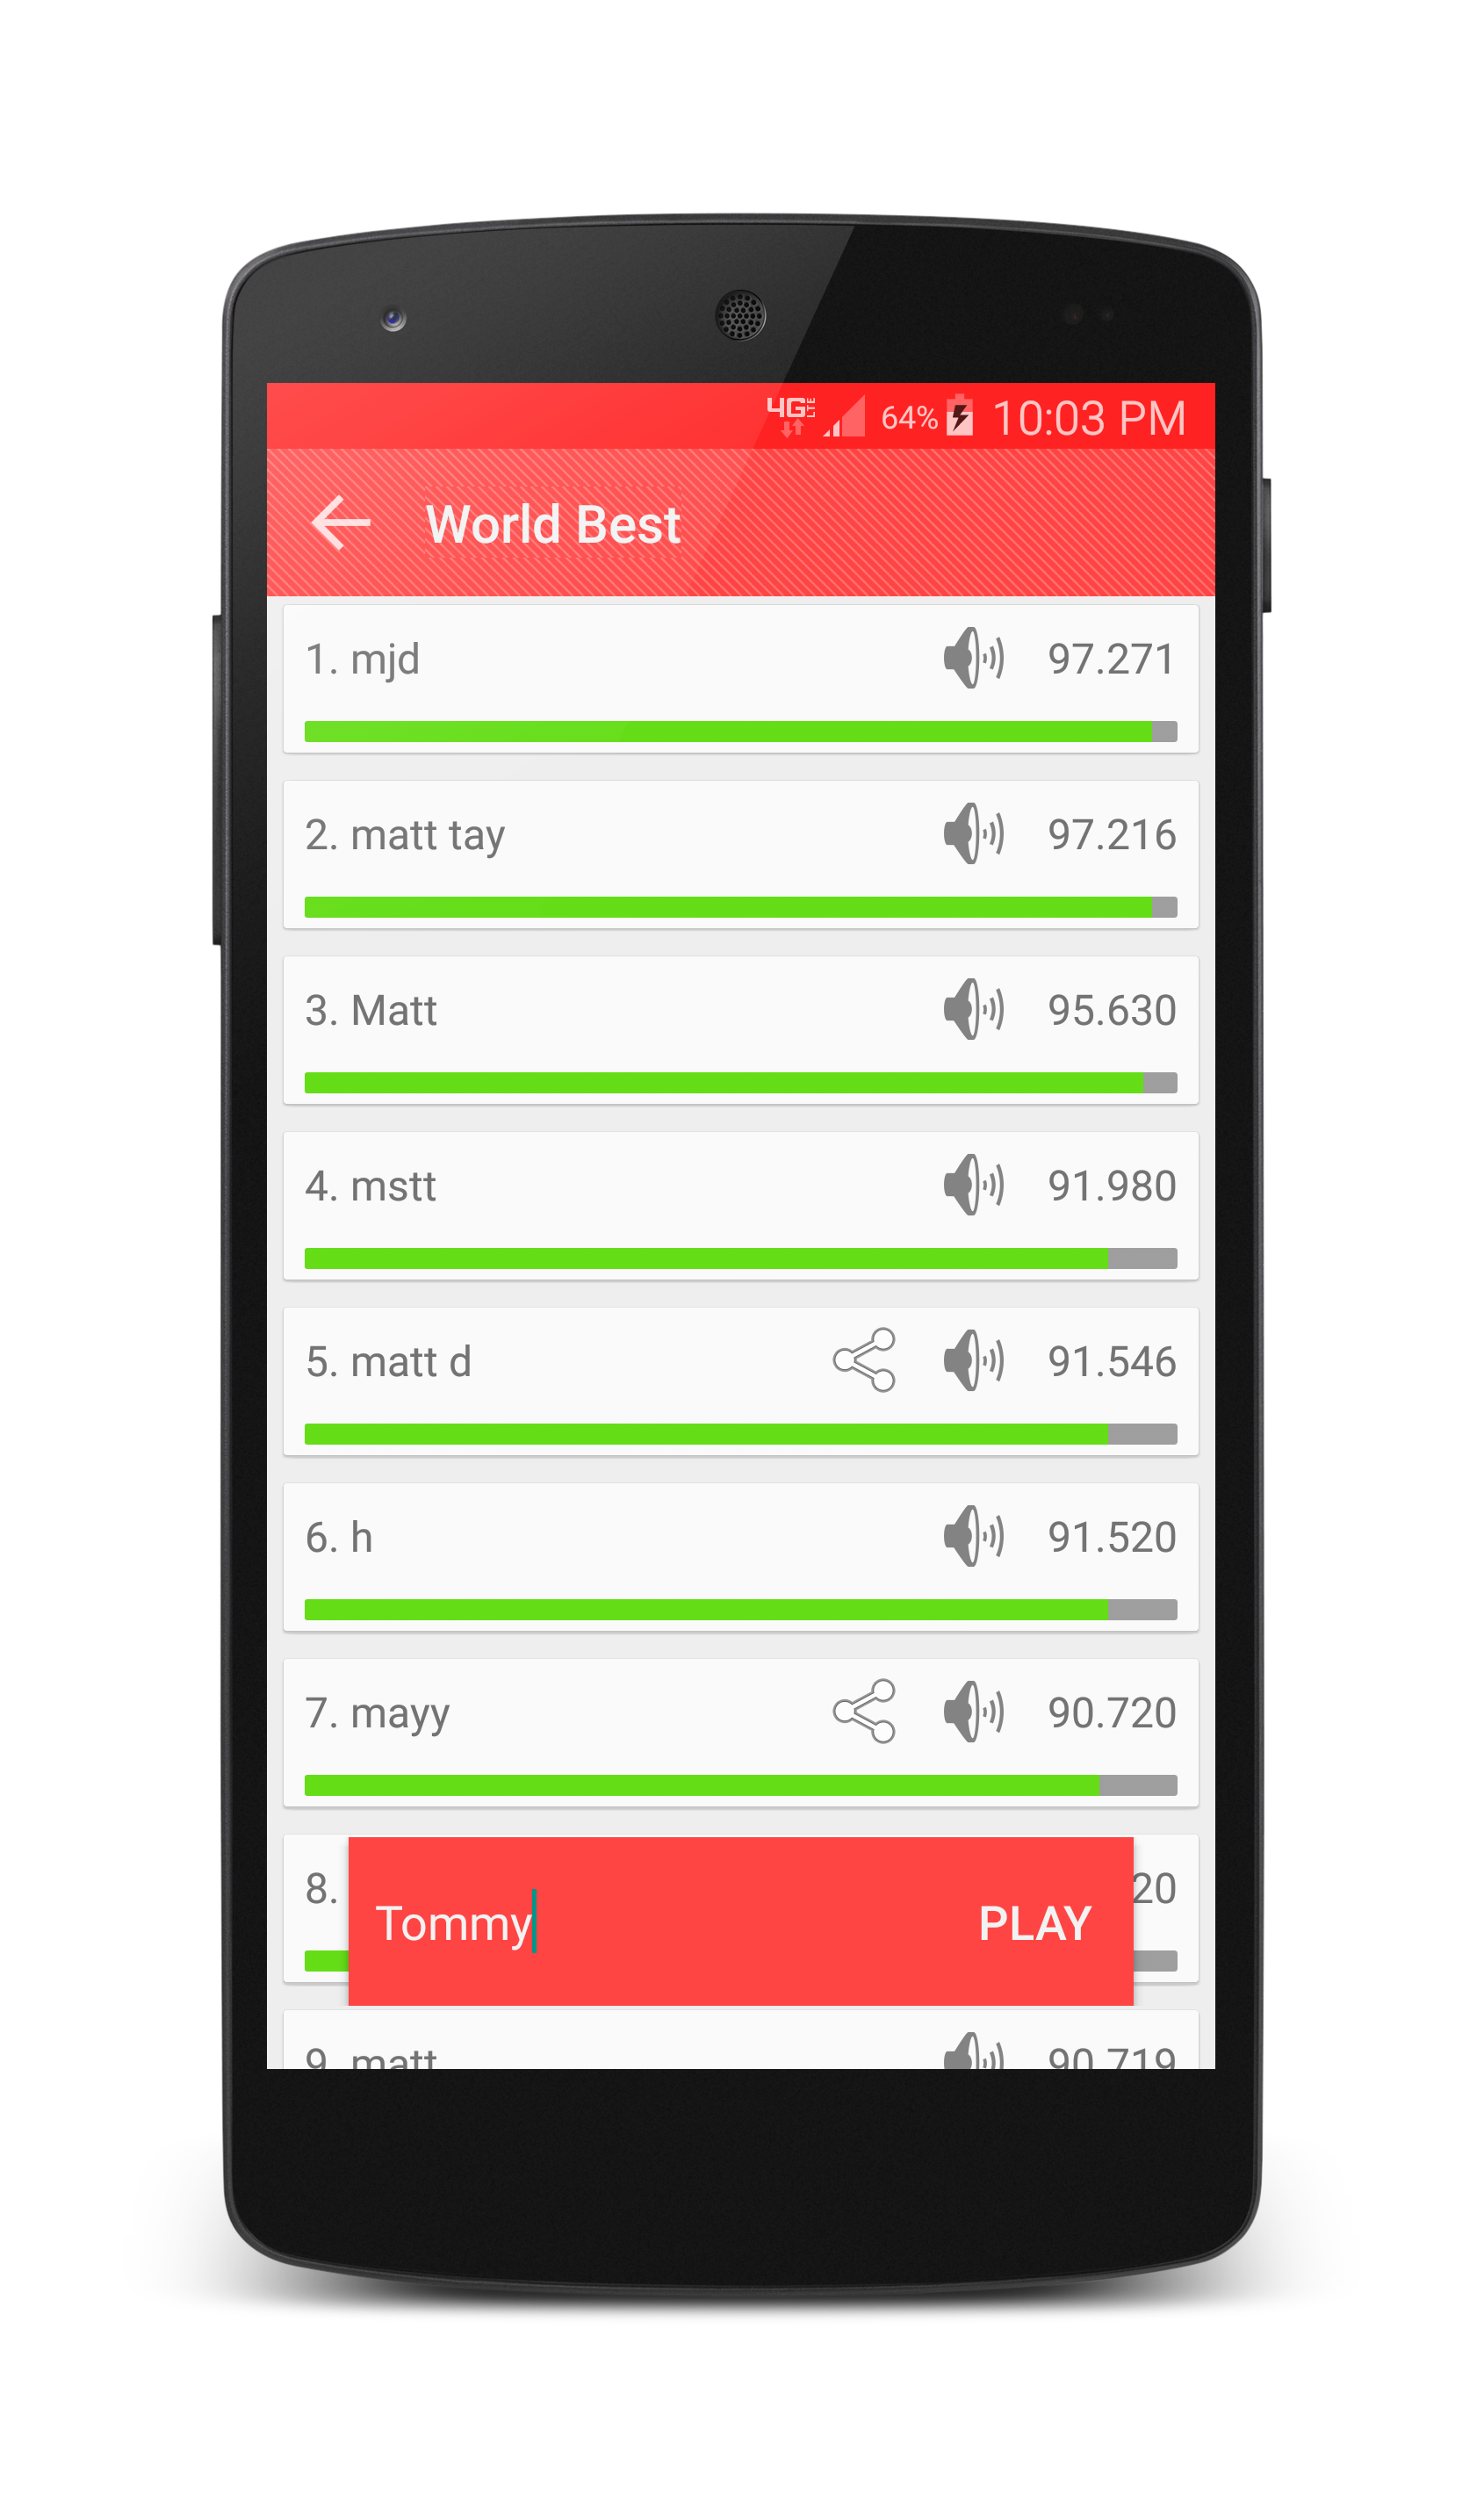 4G LTE 64% 10:03 PM
World Best
1. mjd 97.271
2. matt tay 97.216
3. Matt 95.630
4. mstt 91.980
5. matt d 91.546
6. h 91.520
7. mayy 90.720
8. 20
Tommy PLAY
9. matt 90.719